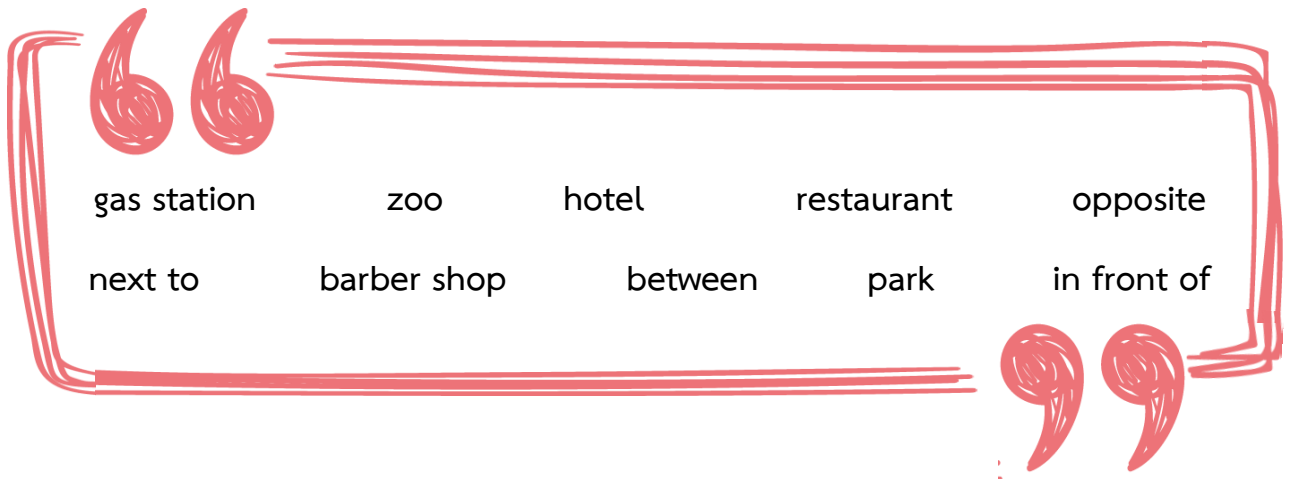 gas station zoo hotel restaurant opposite
next to barber shop between park in front of